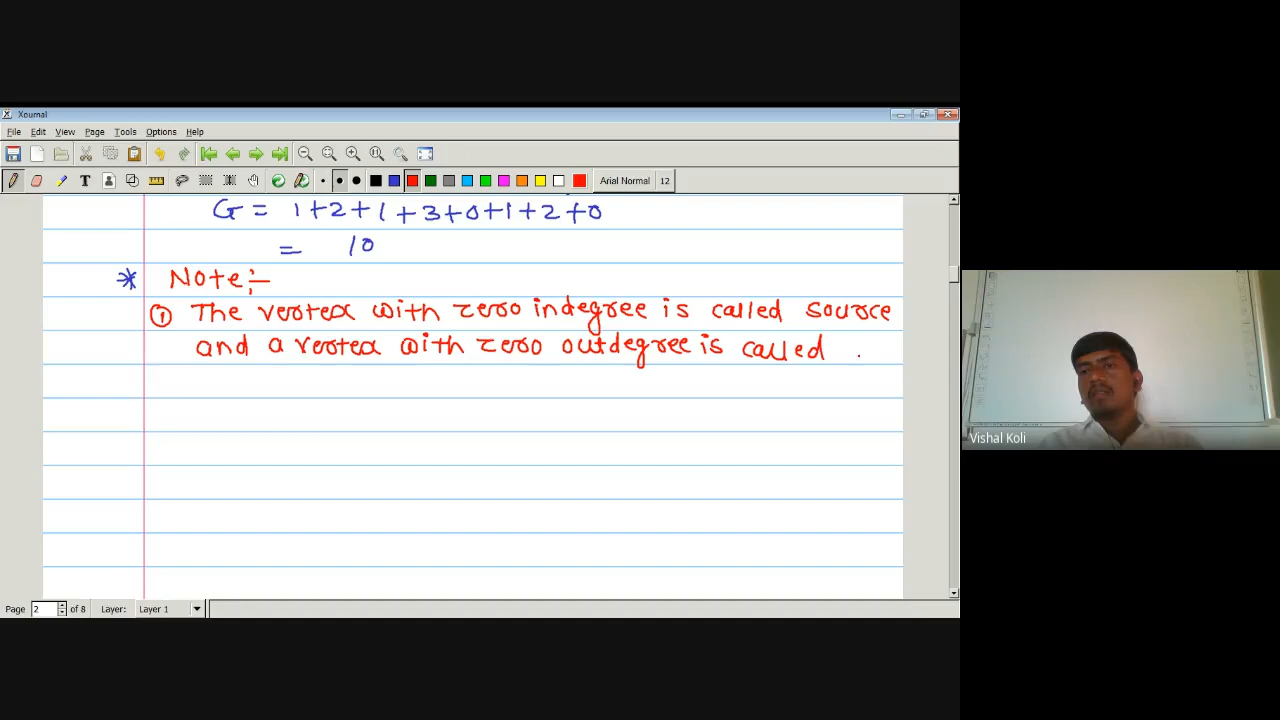 Xournal
File Edit View Page Tools Options Help
Arial Normal 12
G = 1+2+1+3+0+1+2+0
= 10
* Note:-
① The vertex with zero indegree is called source
and a vertex with zero outdegree is called
Vishal Koli
Page 2 of 8 Layer: Layer 1